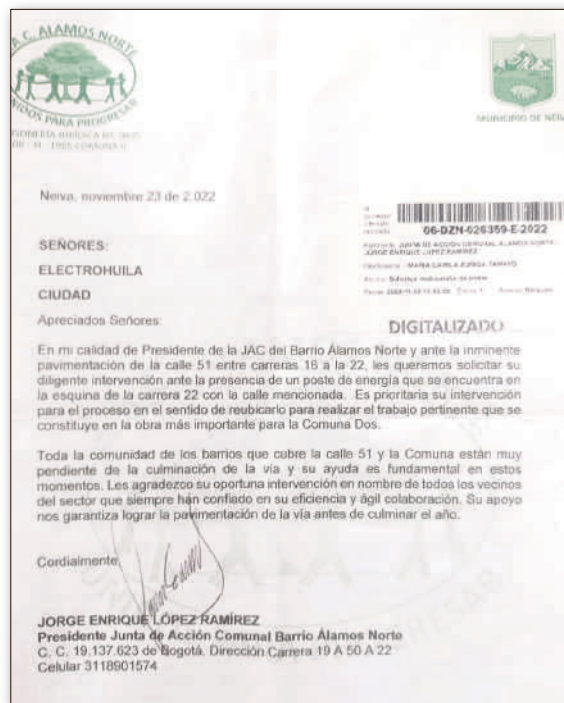 J.A.C. ALAMOS NORTE
UNIDOS PARA PROGRESAR
MUNICIPIO DE NEIVA
Neiva, noviembre 23 de 2.022
06-DZN-026359-E-2022
SEÑORES:
ELECTROHUILA
CIUDAD
Apreciados Señores:
DIGITALIZADO
En mi calidad de Presidente de la JAC del Barrio Álamos Norte y ante la inminente
pavimentación de la calle 51 entre carreras 16 a la 22, les queremos solicitar su
diligente intervención ante la presencia de un poste de energía que se encuentra en
la esquina de la carrera 22 con la calle mencionada. Es prioritaria su intervención
para el proceso en el sentido de reubicarlo para realizar el trabajo pertinente que se
constituye en la obra más importante para la Comuna Dos.
Toda la comunidad de los barrios que cubre la calle 51 y la Comuna están muy
pendiente de la culminación de la vía y su ayuda es fundamental en estos
momentos. Les agradezco su oportuna intervención en nombre de todos los vecinos
del sector que siempre han confiado en su eficiencia y ágil colaboración. Su apoyo
nos garantiza lograr la pavimentación de la vía antes de culminar el año.
Cordialmente,
JORGE ENRIQUE LÓPEZ RAMÍREZ
Presidente Junta de Acción Comunal Barrio Álamos Norte
C. C. 19.137.623 de Bogotá. Dirección Carrera 19 A 50 A 22
Celular 3118901574